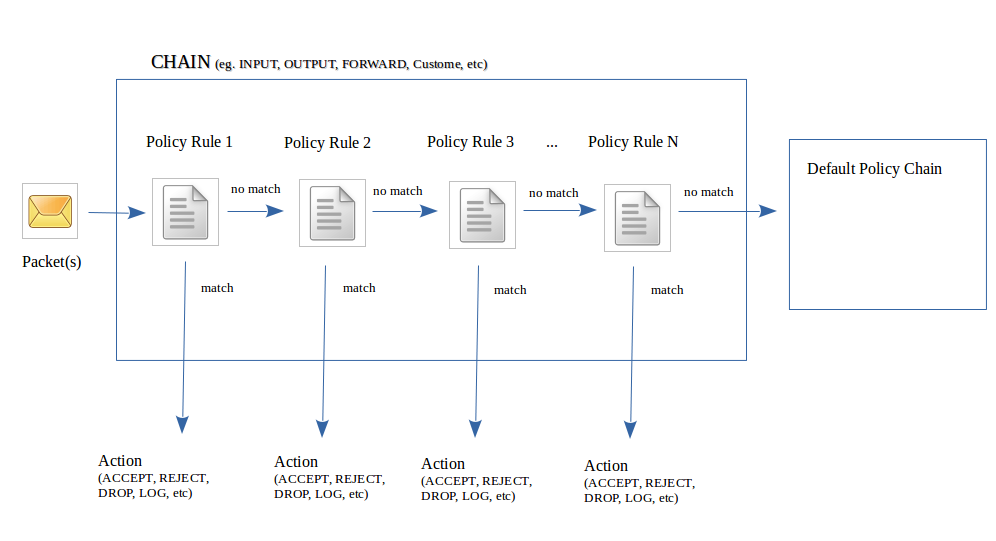 CHAIN (eg. INPUT, OUTPUT, FORWARD, Custome, etc)
Policy Rule 1
Policy Rule 2
Policy Rule 3
...
Policy Rule N
Default Policy Chain
no match
no match
no match
no match
Packet(s)
match
match
match
match
Action
(ACCEPT, REJECT,
DROP, LOG, etc)
Action
(ACCEPT, REJECT,
DROP, LOG, etc)
Action
(ACCEPT, REJECT,
DROP, LOG, etc)
Action
(ACCEPT, REJECT,
DROP, LOG, etc)